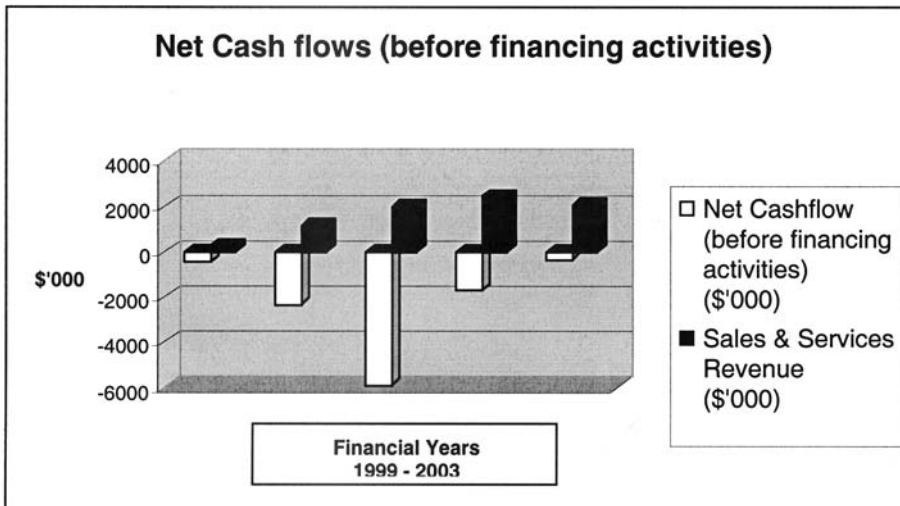 Net Cash flows (before financing activities)
4000
2000
0
-2000
-4000
-6000
$'000
Net Cashflow
(before financing
activities)
($'000)
Sales & Services
Revenue
($'000)
Financial Years
1999 - 2003